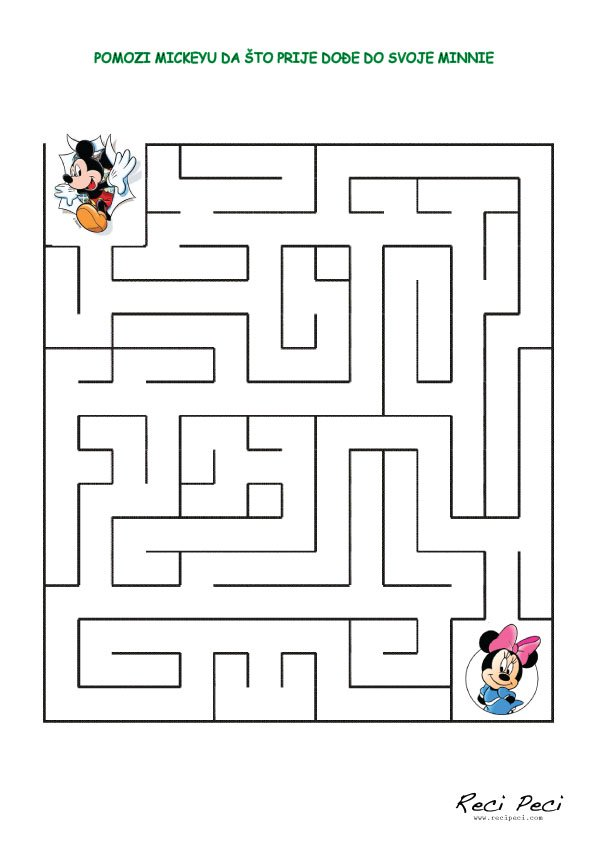 POMOZI MICKEYU DA ŠTO PRIJE DOĐE DO SVOJE MINNIE
Reci Peci
www.recipeci.com